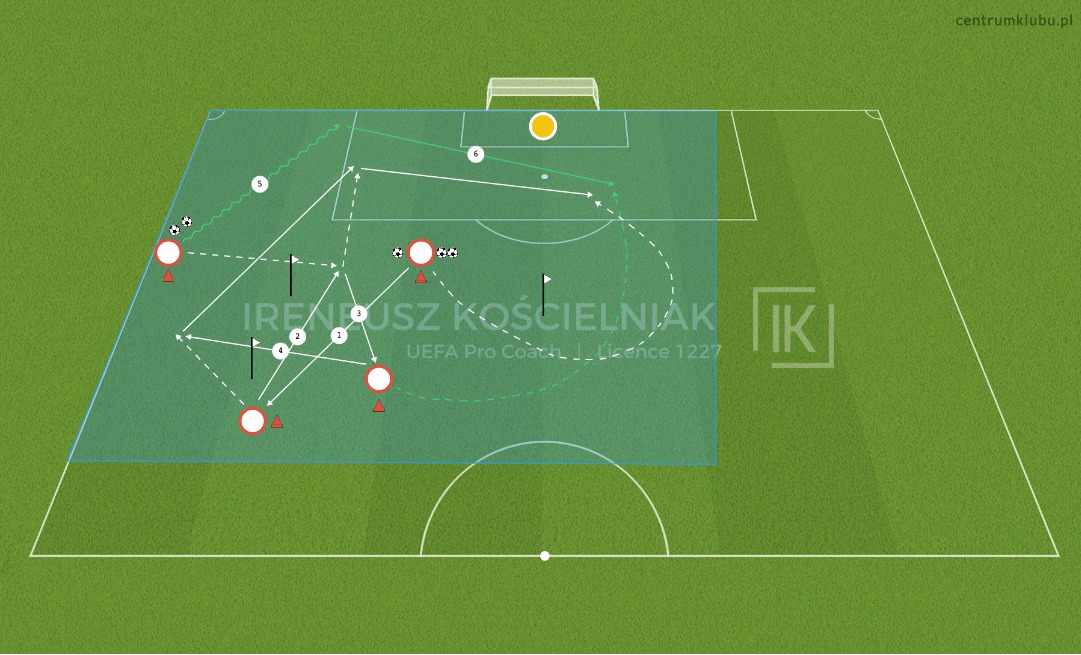 centrumklubu.pl
6
5
IRENEUSZ KOŚCIELNIAK IK
3
2 1
UEFA Pro Coach | Licence 1227
4